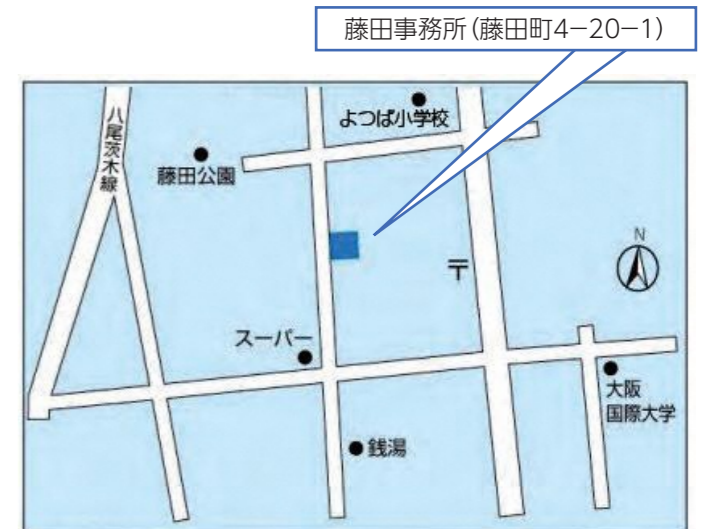 藤田事務所(藤田町4−20−1)
よつば小学校
八尾茨木線
藤田公園
N
〒
スーパー
大阪
国際大学
銭湯